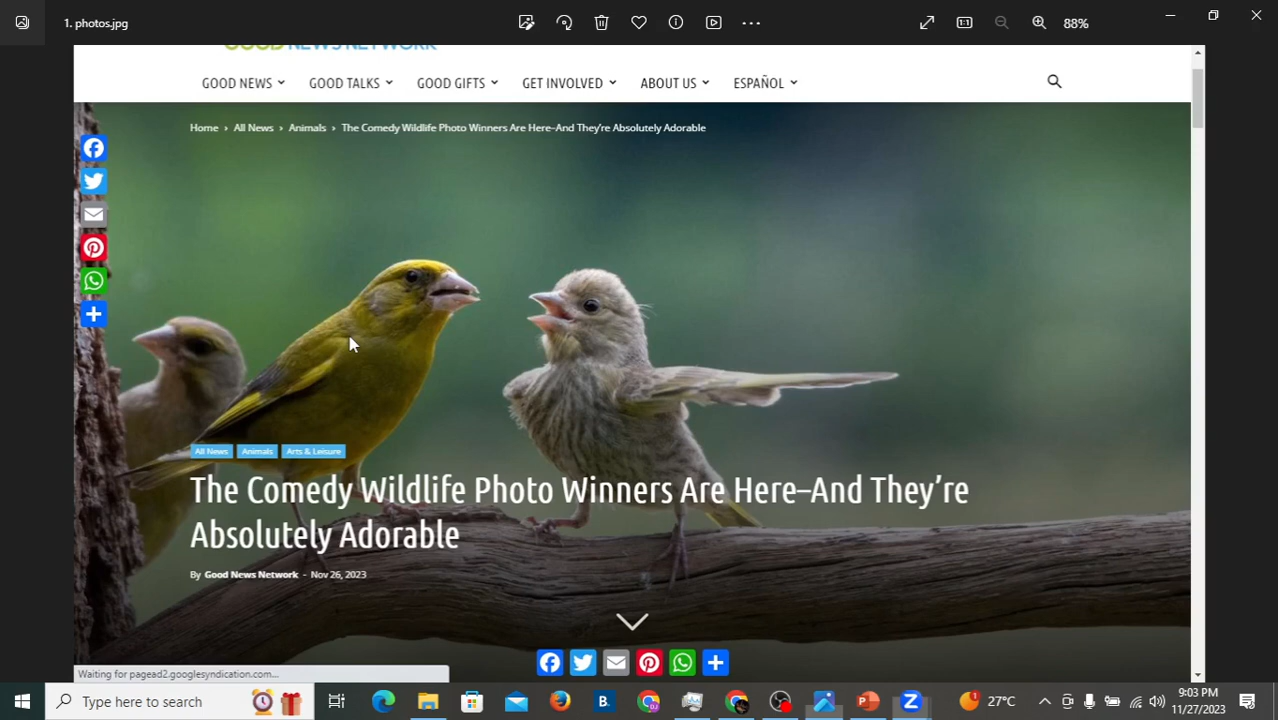 1. photos.jpg
88%
GOOD NEWS NETWORK
GOOD NEWS GOOD TALKS GOOD GIFTS GET INVOLVED ABOUT US ESPAÑOL
Home › All News › Animals › The Comedy Wildlife Photo Winners Are Here–And They're Absolutely Adorable
All News Animals Arts & Leisure
The Comedy Wildlife Photo Winners Are Here–And They're
Absolutely Adorable
By Good News Network - Nov 26, 2023
Waiting for pagead2.googlesyndication.com...
Type here to search
27°C
9:03 PM
11/27/2023